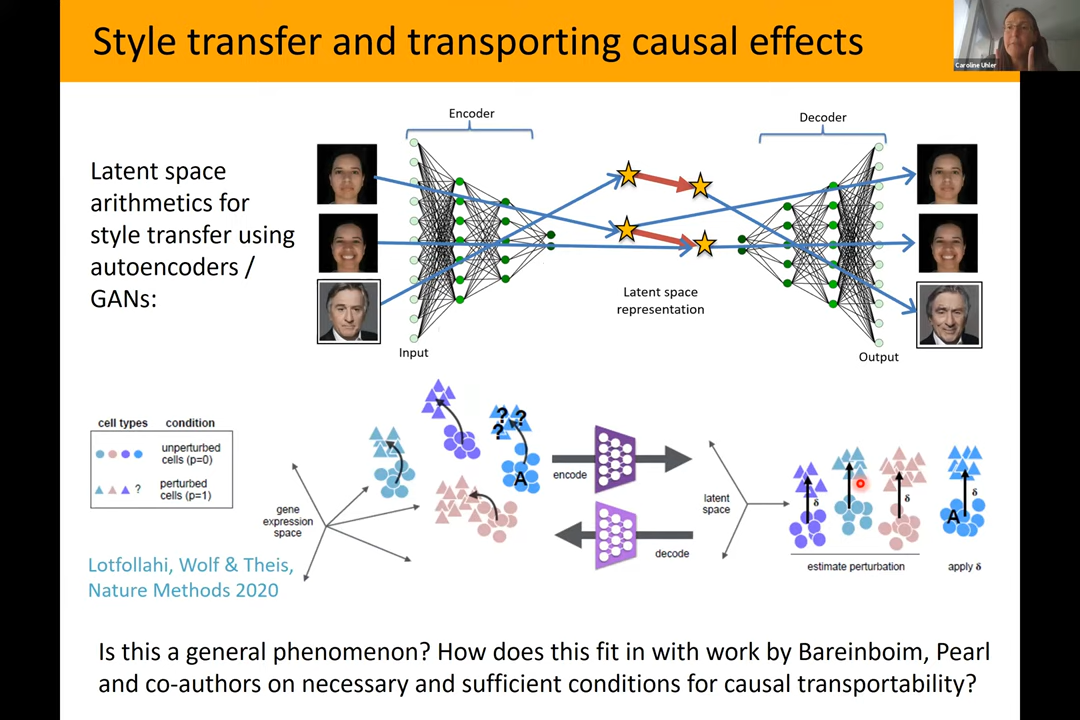 Style transfer and transporting causal effects
Caroline Uhler
Latent space
arithmetics for
style transfer using
autoencoders /
GANs:
Encoder
Decoder
Latent space
representation
Input
Output
cell types condition
unperturbed
cells (p=0)
? perturbed
cells (p=1)
gene
expression
space
? ?
?
A
encode
decode
latent
space
δ
δ
δ
A
estimate perturbation
apply δ
Lotfollahi, Wolf & Theis,
Nature Methods 2020
Is this a general phenomenon? How does this fit in with work by Bareinboim, Pearl
and co-authors on necessary and sufficient conditions for causal transportability?